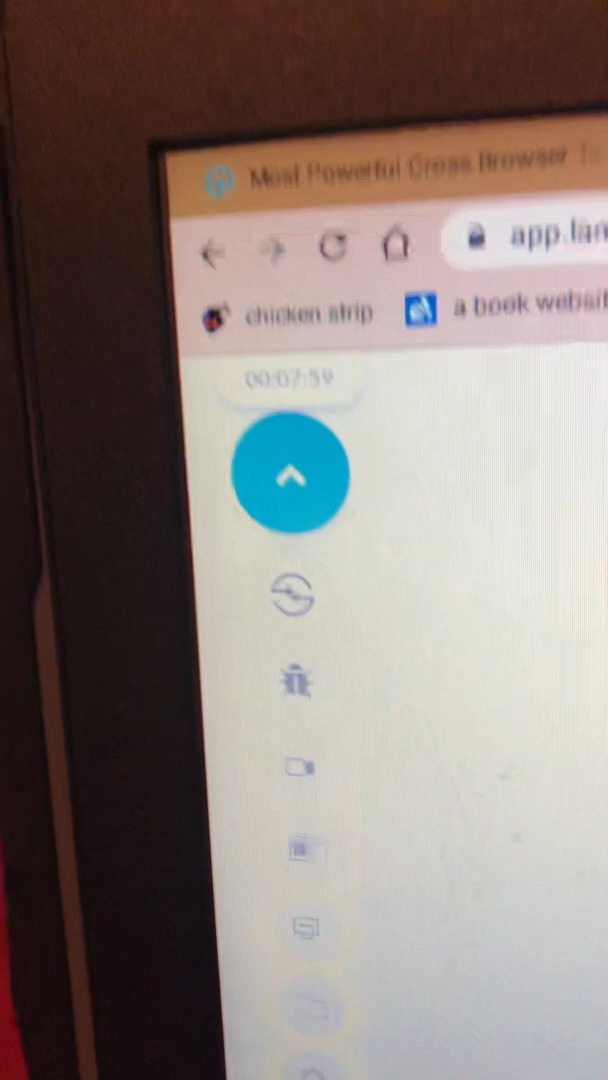 Most Powerful Cross Browser
app.lan
chicken strip
a book websit
00:07:59